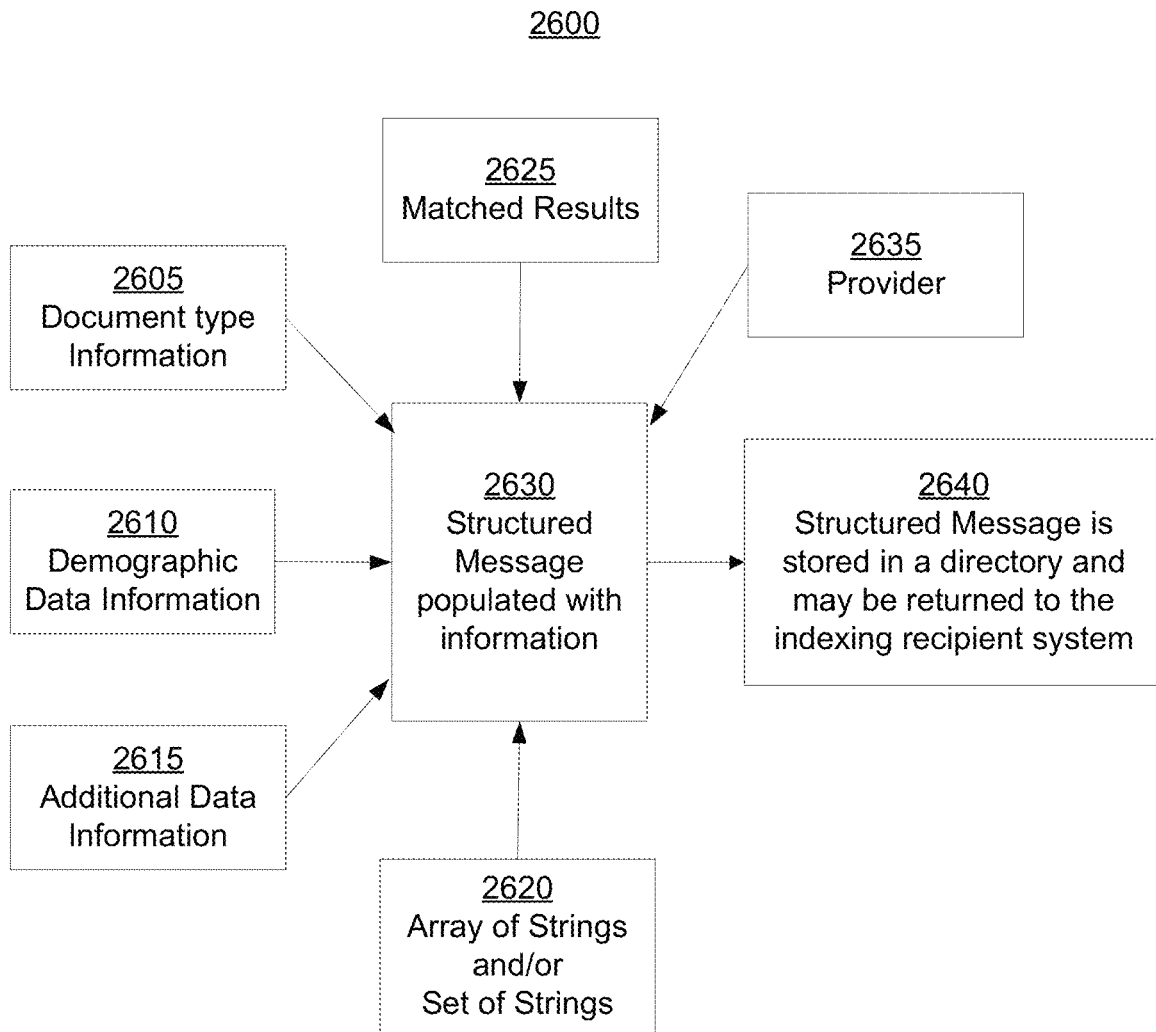 2600
2625
Matched Results
2635
Provider
2605
Document type
Information
2630
Structured
Message
populated with
information
2640
Structured Message is
stored in a directory and
may be returned to the
indexing recipient system
2610
Demographic
Data Information
2615
Additional Data
Information
2620
Array of Strings
and/or
Set of Strings